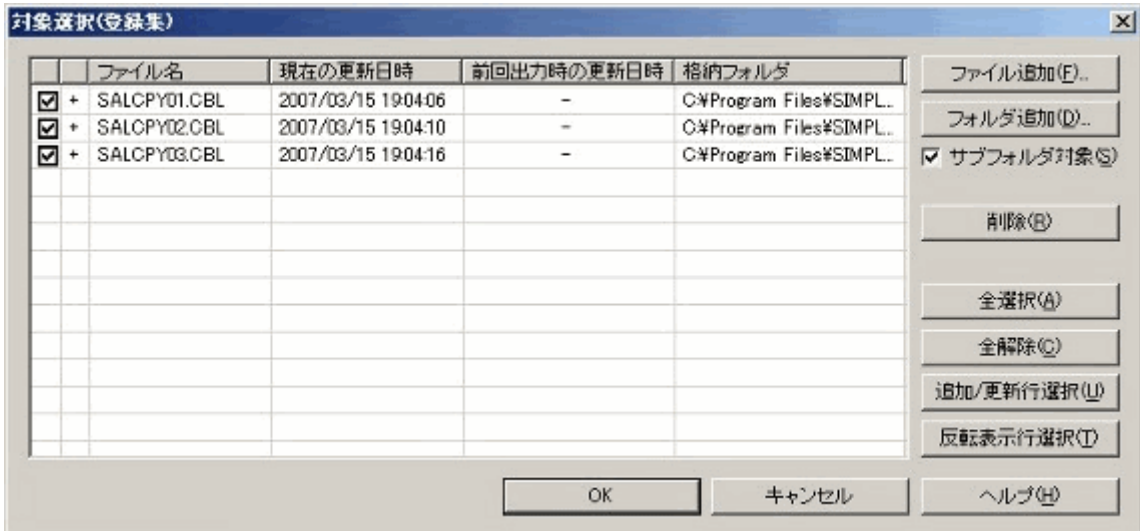 対象選択(登録集)
ファイル名 現在の更新日時 前回出力時の更新日時 格納フォルダ
+ SALCPY01.CBL 2007/03/15 19:04:06 - C:¥Program Files¥SIMPL...
+ SALCPY02.CBL 2007/03/15 19:04:10 - C:¥Program Files¥SIMPL...
+ SALCPY03.CBL 2007/03/15 19:04:16 - C:¥Program Files¥SIMPL...
ファイル追加(F)...
フォルダ追加(D)...
サブフォルダ対象(S)
削除(R)
全選択(A)
全解除(C)
追加/更新行選択(U)
反転表示行選択(T)
OK キャンセル ヘルプ(H)